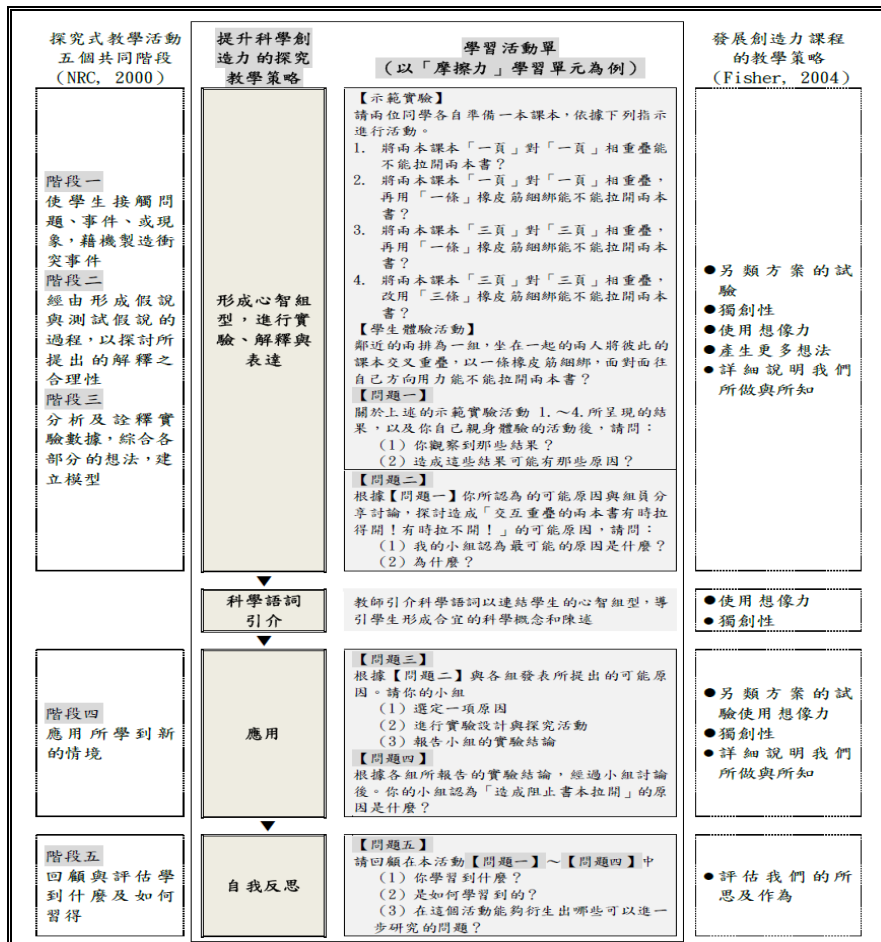 探究式教學活動
五個共同階段
(NRC, 2000)
提升科學創
造力的探究
教學策略
學習活動單
(以「摩擦力」學習單元為例)
發展創造力課程
的教學策略
(Fisher, 2004)
階段一
使學生接觸問
題、事件、或現
象，藉機製造衝
突事件
階段二
經由形成假說
與測試假說的
過程，以探討所
提出的解釋之
合理性
階段三
分析及詮釋實
驗數據，綜合各
部分的想法，建
立模型
形成心智組
型，進行實
驗、解釋與
表達
【示範實驗】
請兩位同學各自準備一本課本，依據下列指示
進行活動。
1. 將兩本課本「一頁」對「一頁」相重疊能
不能拉開兩本書？
2. 將兩本課本「一頁」對「一頁」相重疊，
再用「一條」橡皮筋細綁能不能拉開兩本
書？
3. 將兩本課本「三頁」對「三頁」相重疊，
再用「一條」橡皮筋細綁能不能拉開兩本
書？
4. 將兩本課本「三頁」對「三頁」相重疊，
改用「三條」橡皮筋細綁能不能拉開兩本
書？
【學生體驗活動】
鄰近的兩排為一組，坐在一起的兩人將彼此的
課本交叉重疊，以一條橡皮筋細綁，面對面往
自己方向用力能不能拉開兩本書？
【問題一】
關於上述的示範實驗活動 1.～4.所呈現的結
果，以及你自己親身體驗的活動後，請問：
(1) 你觀察到那些結果？
(2) 造成這些結果可能有那些原因？
【問題二】
根據【問題一】你所認為的可能原因與組員分
享討論，探討造成「交互重疊的兩本書有時拉
得開！有時拉不開！」的可能原因，請問：
(1) 我的小組認為最可能的原因是什麼？
(2) 為什麼？
●另類方案的試
驗
●獨創性
●使用想像力
●產生更多想法
●詳細說明我們
所做與所知
科學語詞
引介
教師引介科學語詞以連結學生的心智組型，導
引學生形成合宜的科學概念和陳述
●使用想像力
●獨創性
階段四
應用所學到新
的情境
應用
【問題三】
根據【問題二】與各組發表所提出的可能原
因。請你的小組
(1) 選定一項原因
(2) 進行實驗設計與探究活動
(3) 報告小組的實驗結論
【問題四】
根據各組所報告的實驗結論，經過小組討論
後。你的小組認為「造成阻止書本拉開」的原
因是什麼？
●另類方案的試
驗使用想像力
●獨創性
●詳細說明我們
所做與所知
階段五
回顧與評估學
到什麼及如何
習得
自我反思
【問題五】
請回顧在本活動【問題一】～【問題四】中
(1) 你學習到什麼？
(2) 是如何學習到的？
(3) 在這個活動能夠衍生出哪些可以進一
步研究的問題？
●評估我們的所
思及作為